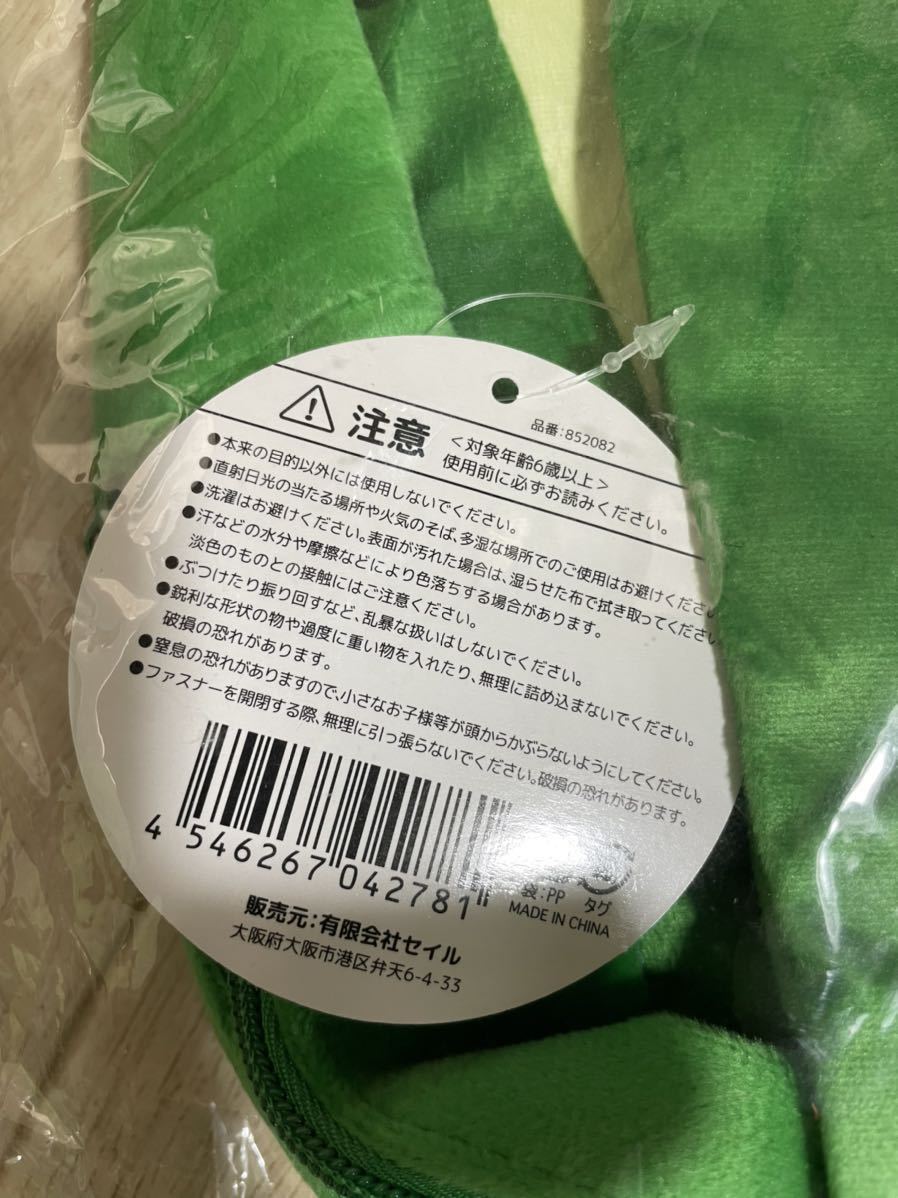 品番:852082
注意
<対象年齢6歳以上>
使用前に必ずお読みください。
●本来の目的以外には使用しないでください。
●直射日光の当たる場所や火気のそば、多湿な場所でのご使用はお避けください
●洗濯はお避けください。表面が汚れた場合は、湿らせた布で拭き取ってください
●汗などの水分や摩擦などにより色落ちする場合があります。
淡色のものとの接触にはご注意ください。
●ぶつけたり振り回すなど、乱暴な扱いはしないでください。
●鋭利な形状の物や過度に重い物を入れたり、無理に詰め込まないでください。
破損の恐れがあります。
●窒息の恐れがありますので、小さなお子様等が頭からかぶらないようにしてください。
●ファスナーを開閉する際、無理に引っ張らないでください。破損の恐れがあります。
4 546267 042781
袋:PP タグ
MADE IN CHINA
販売元:有限会社セイル
大阪府大阪市港区弁天6-4-33